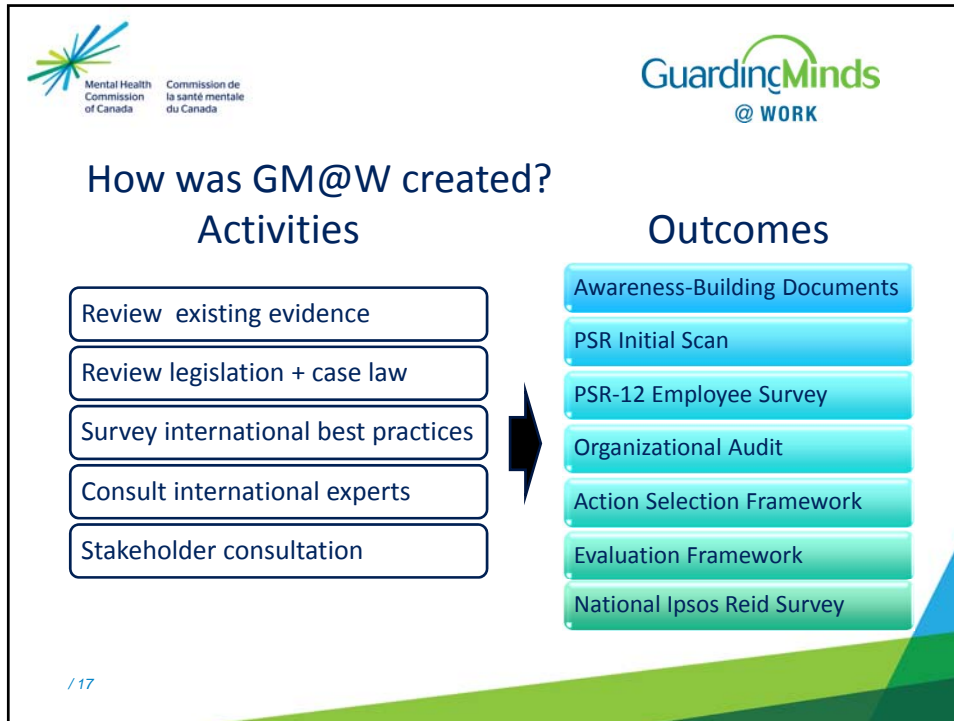 Mental Health
Commission
of Canada
Commission de
la santé mentale
du Canada
GuardingMinds
@ WORK
How was GM@W created?
Activities
Review existing evidence
Review legislation + case law
Survey international best practices
Consult international experts
Stakeholder consultation
Outcomes
Awareness-Building Documents
PSR Initial Scan
PSR-12 Employee Survey
Organizational Audit
Action Selection Framework
Evaluation Framework
National Ipsos Reid Survey
/ 17